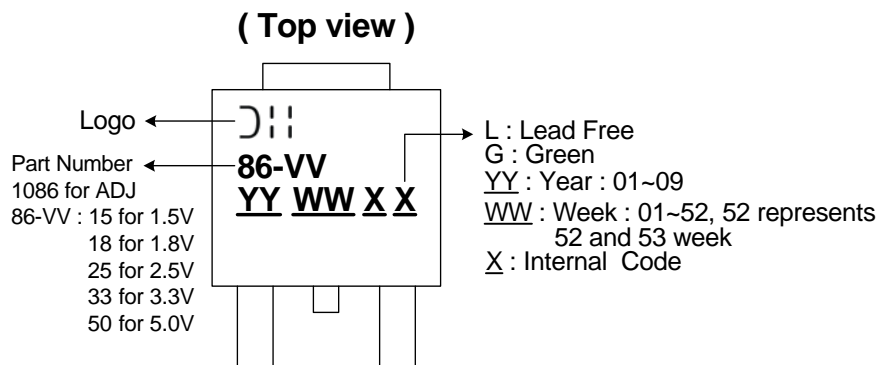 ( Top view )
Logo
Part Number
1086 for ADJ
86-VV : 15 for 1.5V
18 for 1.8V
25 for 2.5V
33 for 3.3V
50 for 5.0V
86-VV
YY WW X X
L : Lead Free
G : Green
YY : Year : 01~09
WW : Week : 01~52, 52 represents
52 and 53 week
X : Internal Code